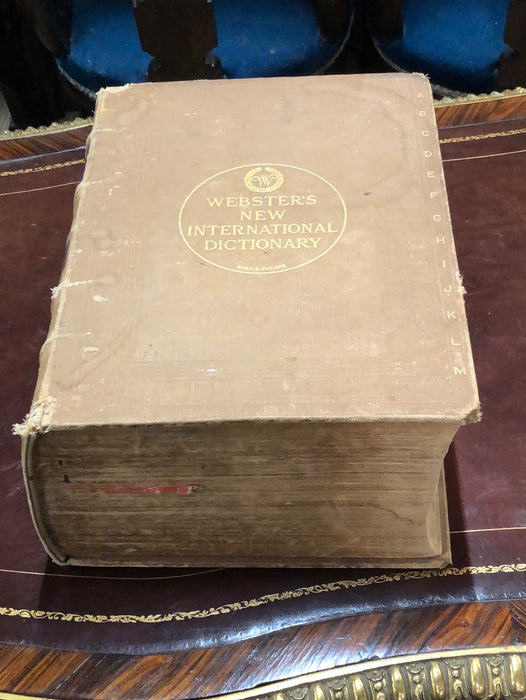 W
WEBSTER'S
NEW
INTERNATIONAL
DICTIONARY
A
B
C
D
E
F
G
H
I
J
K
L
M